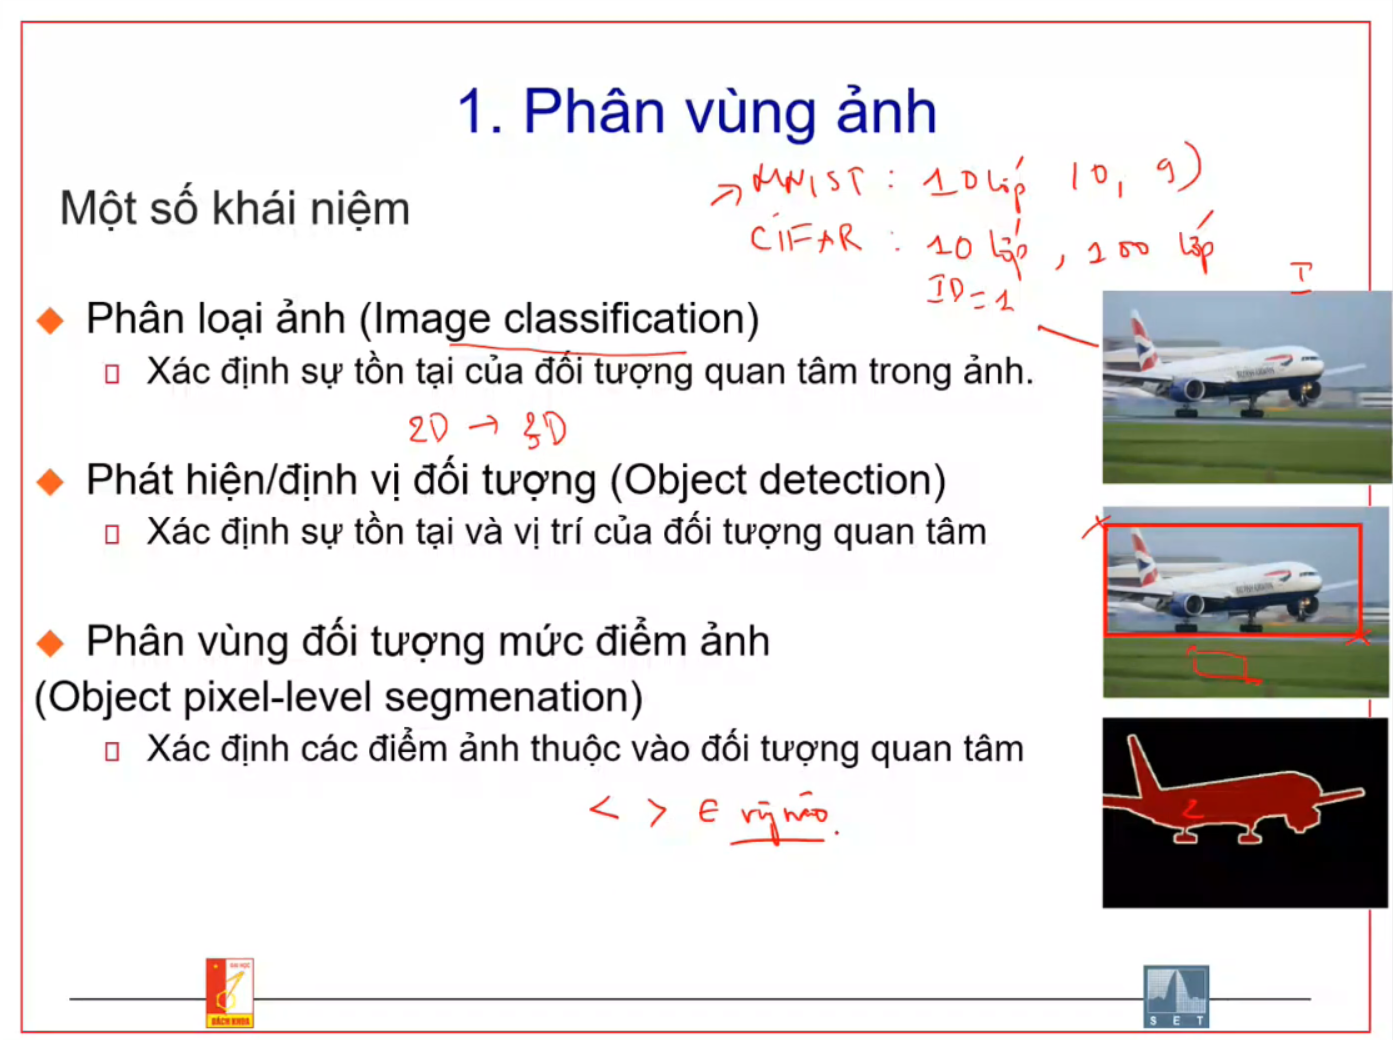 1. Phân vùng ảnh
→ MNIST : 10 lớp (0, 9)
Một số khái niệm
CIFAR : 10 lớp, 100 lớp
ID=1
I
Phân loại ảnh (Image classification)
Xác định sự tồn tại của đối tượng quan tâm trong ảnh.
2D → 3D
Phát hiện/định vị đối tượng (Object detection)
Xác định sự tồn tại và vị trí của đối tượng quan tâm
Phân vùng đối tượng mức điểm ảnh
(Object pixel-level segmenation)
Xác định các điểm ảnh thuộc vào đối tượng quan tâm
< > ∈ vùng nào.
ĐẠI HỌC
BÁCH KHOA
S E T